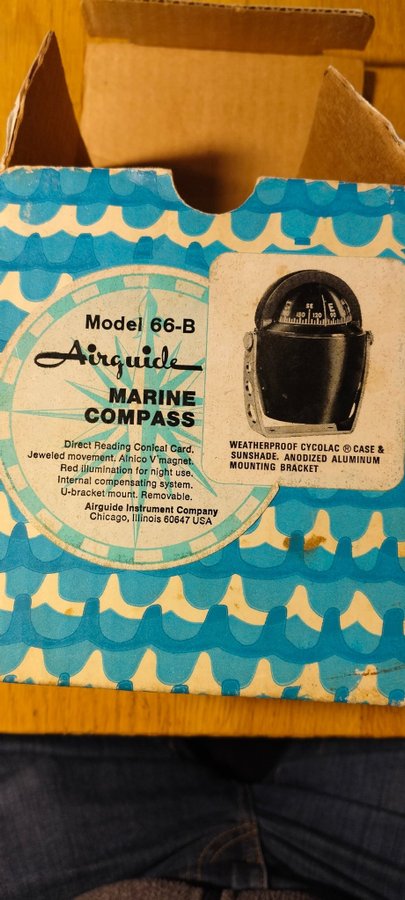 Model 66-B
Airguide
MARINE
COMPASS
Direct Reading Conical Card.
Jeweled movement. Alnico V magnet.
Red illumination for night use.
Internal compensating system.
U-bracket mount. Removable.
Airguide Instrument Company
Chicago, Illinois 60647 USA
SE
120
WEATHERPROOF CYCOLAC ® CASE &
SUNSHADE. ANODIZED ALUMINUM
MOUNTING BRACKET